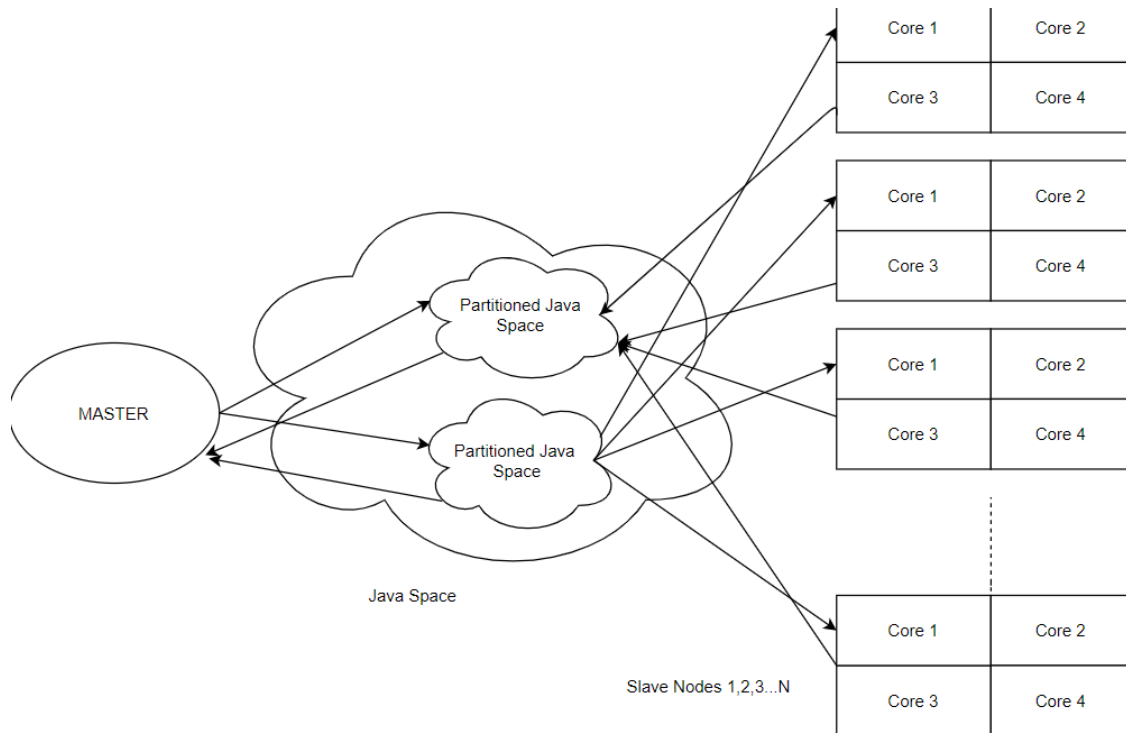 Core 1
Core 2
Core 3
Core 4
Core 1
Core 2
Core 3
Core 4
Partitioned Java
Space
Core 1
Core 2
MASTER
Core 3
Core 4
Partitioned Java
Space
Java Space
Core 1
Core 2
Slave Nodes 1,2,3...N
Core 3
Core 4